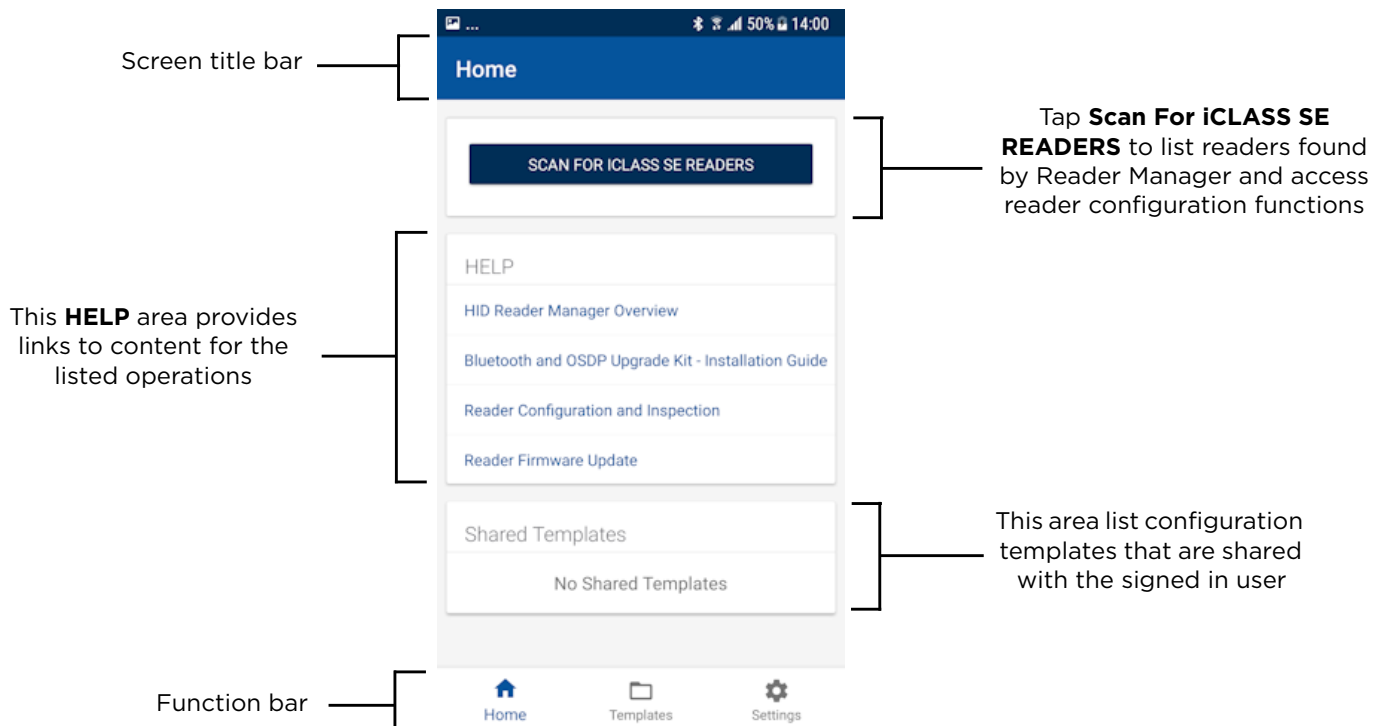 ... 50% 14:00
Screen title bar
Home
SCAN FOR ICLASS SE READERS
Tap Scan For iCLASS SE
READERS to list readers found
by Reader Manager and access
reader configuration functions
This HELP area provides
links to content for the
listed operations
HELP
HID Reader Manager Overview
Bluetooth and OSDP Upgrade Kit - Installation Guide
Reader Configuration and Inspection
Reader Firmware Update
Shared Templates
No Shared Templates
This area list configuration
templates that are shared
with the signed in user
Function bar
Home Templates Settings